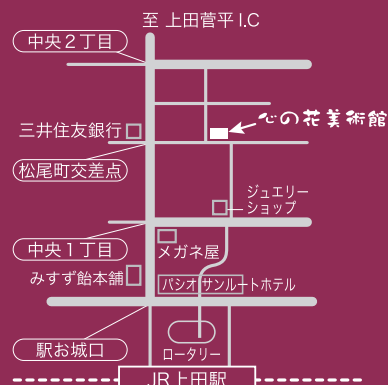 至 上田菅平 I.C
中央２丁目
心の花美術館
三井住友銀行
松尾町交差点
ジュエリー
ショップ
中央１丁目
メガネ屋
みすず飴本舗
パシオ サンルートホテル
駅お城口
ロータリー
JR上田駅